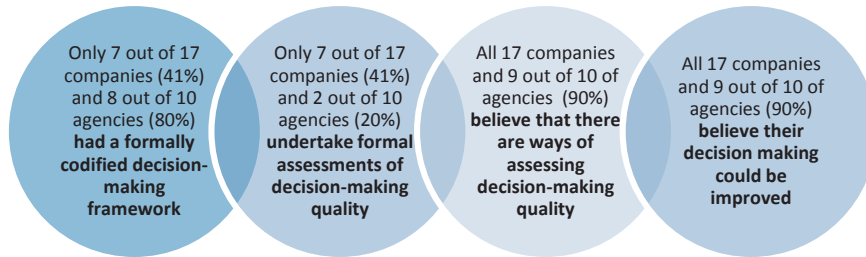 Only 7 out of 17
companies (41%)
and 8 out of 10
agencies (80%)
had a formally
codified decision-
making
framework
Only 7 out of 17
companies (41%)
and 2 out of 10
agencies (20%)
undertake formal
assessments of
decision-making
quality
All 17 companies
and 9 out of 10 of
agencies (90%)
believe that there
are ways of
assessing
decision-making
quality
All 17 companies
and 9 out of 10 of
agencies (90%)
believe their
decision making
could be
improved